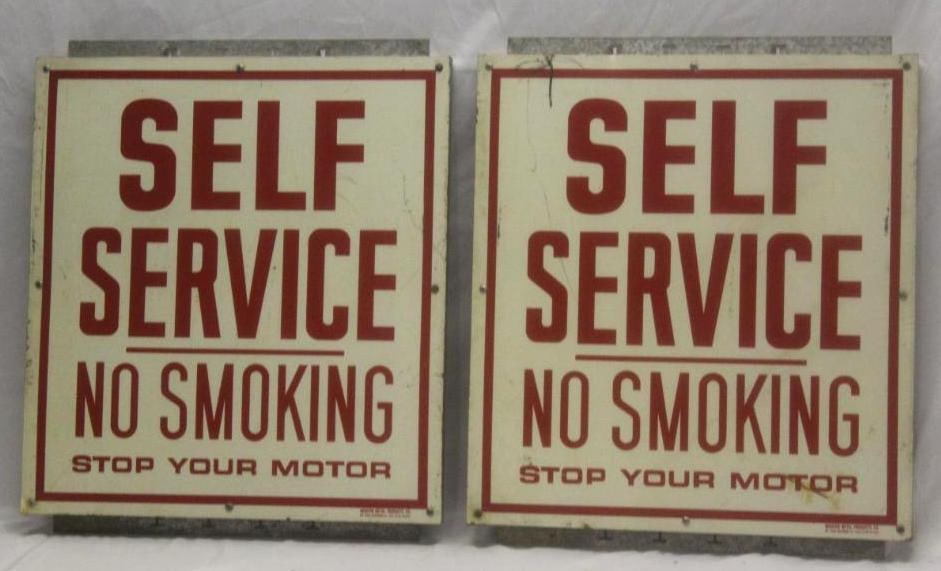 SELF
SERVICE
NO SMOKING
STOP YOUR MOTOR
SELF
SERVICE
NO SMOKING
STOP YOUR MOTOR